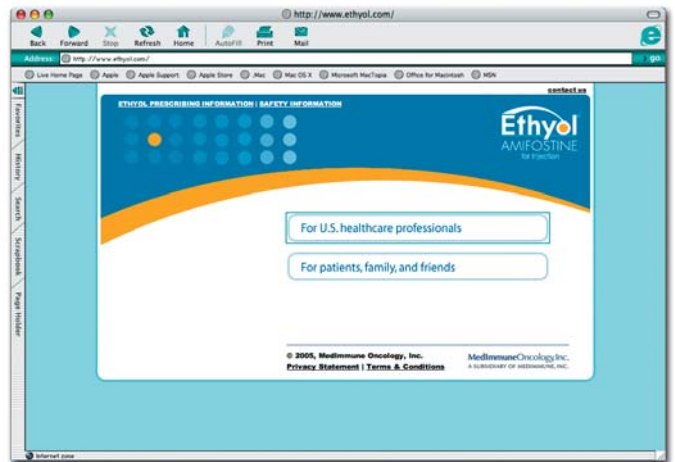 http://www.ethyol.com/
Back Forward Stop Refresh Home AutoFill Print Mail
Address: http://www.ethyol.com/ go
Live Home Page Apple Apple Support Apple Store .Mac Mac OS X Microsoft MacTopia Office for Macintosh MSN
contact us
ETHYOL PRESCRIBING INFORMATION | SAFETY INFORMATION
Ethyol
AMIFOSTINE
for Injection
Favorites
History
Search
Scrapbook
Page Holder
For U.S. healthcare professionals
For patients, family, and friends
© 2005, MedImmune Oncology, Inc.
Privacy Statement | Terms & Conditions
MedImmune Oncology, Inc.
A SUBSIDIARY OF MEDIMMUNE, INC.
Internet zone